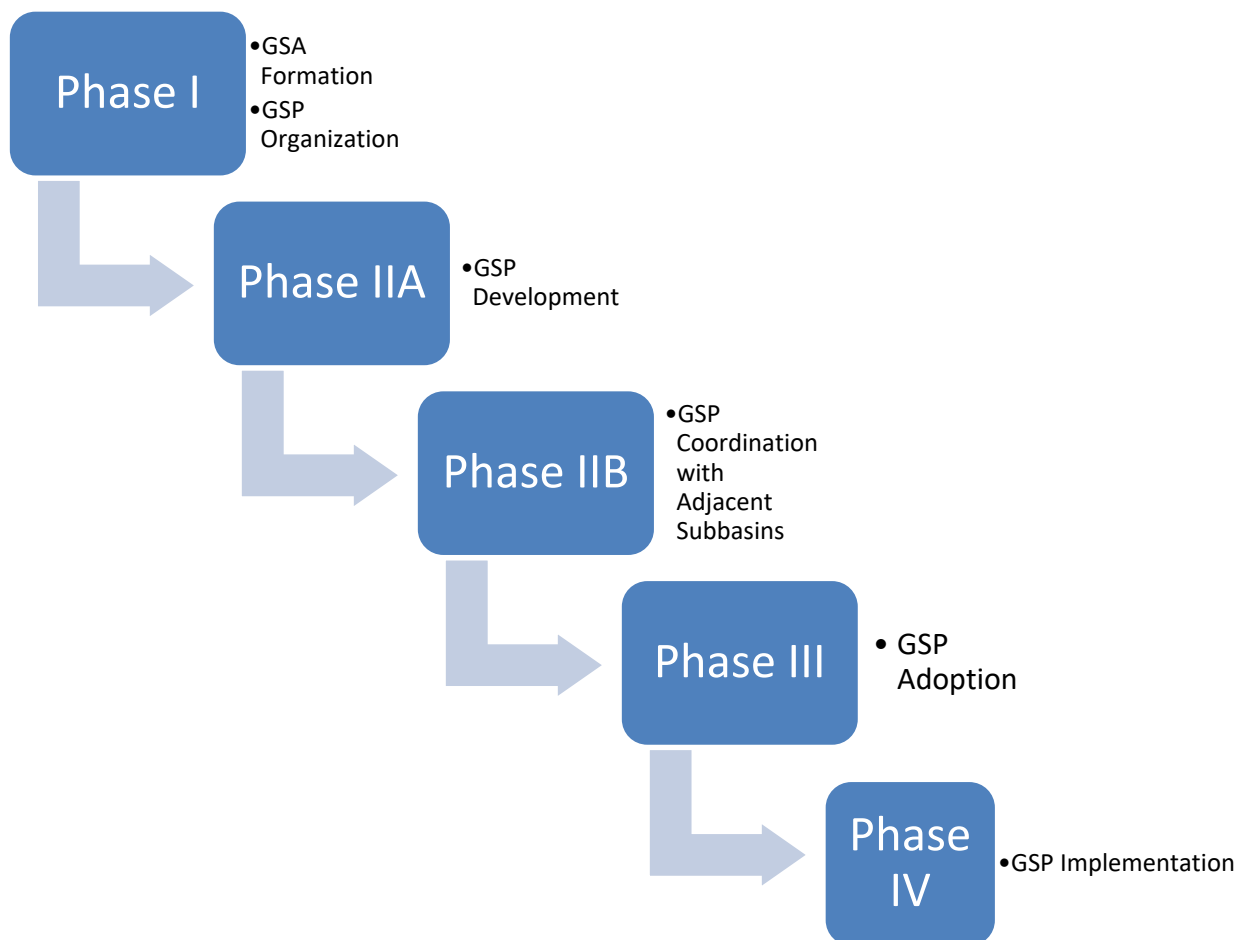 Phase I
•GSA
Formation
•GSP
Organization
Phase IIA
•GSP
Development
Phase IIB
•GSP
Coordination
with
Adjacent
Subbasins
Phase III
• GSP
Adoption
Phase
IV
•GSP Implementation